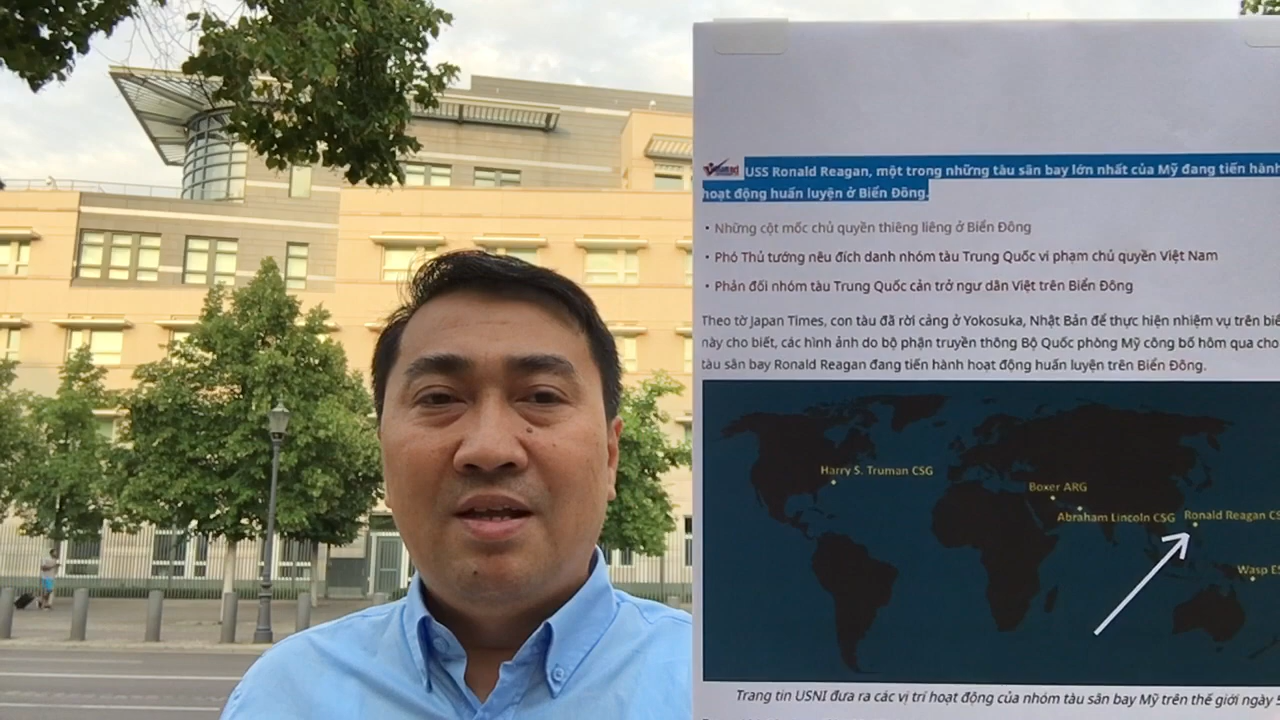 USS Ronald Reagan, một trong những tàu sân bay lớn nhất của Mỹ đang tiến hành
hoạt động huấn luyện ở Biển Đông.
• Những cột mốc chủ quyền thiêng liêng ở Biển Đông
• Phó Thủ tướng nêu đích danh nhóm tàu Trung Quốc vi phạm chủ quyền Việt Nam
• Phản đối nhóm tàu Trung Quốc cản trở ngư dân Việt trên Biển Đông
Theo tờ Japan Times, con tàu đã rời cảng ở Yokosuka, Nhật Bản để thực hiện nhiệm vụ trên
này cho biết, các hình ảnh do bộ phận truyền thông Bộ Quốc phòng Mỹ công bố hôm qua cho
tàu sân bay Ronald Reagan đang tiến hành hoạt động huấn luyện trên Biển Đông.
Harry S. Truman CSG
Boxer ARG
Abraham Lincoln CSG
Ronald Reagan
Wasp
Trang tin USNI đưa ra các vị trí hoạt động của nhóm tàu sân bay Mỹ trên thế giới ngày